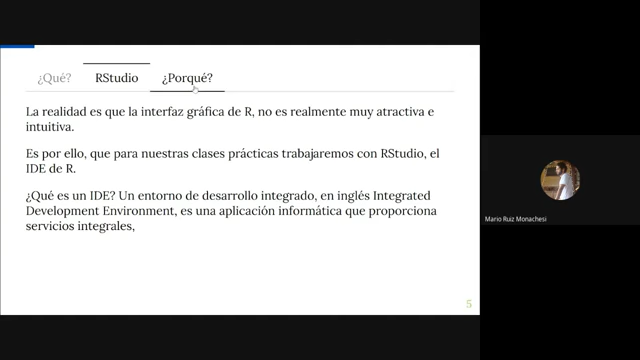 ¿Qué? RStudio ¿Porqué?
La realidad es que la interfaz gráfica de R, no es realmente muy atractiva e
intuitiva.
Es por ello, que para nuestras clases prácticas trabajaremos con RStudio, el
IDE de R.
¿Qué es un IDE? Un entorno de desarrollo integrado, en inglés Integrated
Development Environment, es una aplicación informática que proporciona
servicios integrales,
5
Mario Ruiz Monachesi